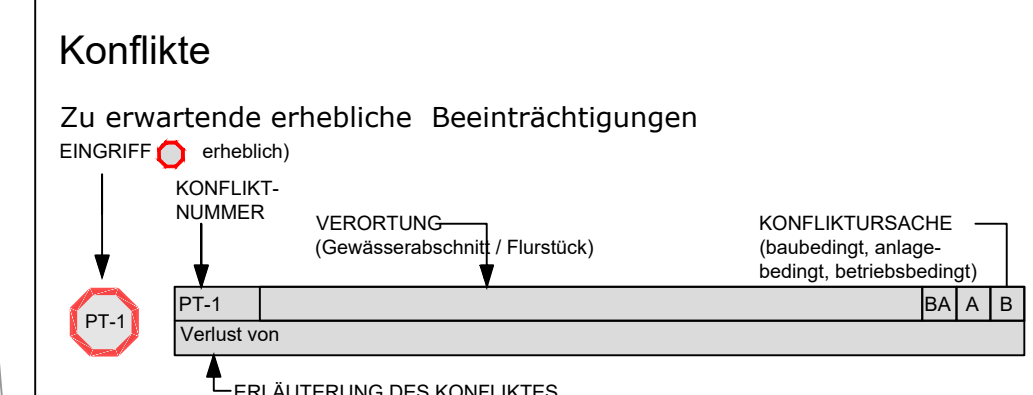 Konflikte
Zu erwartende erhebliche Beeinträchtigungen
EINGRIFF erheblich)
KONFLIKT-
NUMMER
VERORTUNG
(Gewässerabschnitt / Flurstück)
KONFLIKTURSACHE
(baubedingt, anlage-
bedingt, betriebsbedingt)
PT-1
PT-1 BA A B
Verlust von
ERLÄUTERUNG DES KONFLIKTES